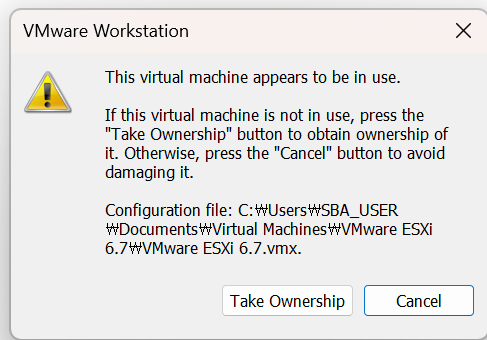 VMware Workstation
This virtual machine appears to be in use.
If this virtual machine is not in use, press the
"Take Ownership" button to obtain ownership of
it. Otherwise, press the "Cancel" button to avoid
damaging it.
Configuration file: C:₩Users₩SBA_USER
₩Documents₩Virtual Machines₩VMware ESXi
6.7₩VMware ESXi 6.7.vmx.
Take Ownership
Cancel